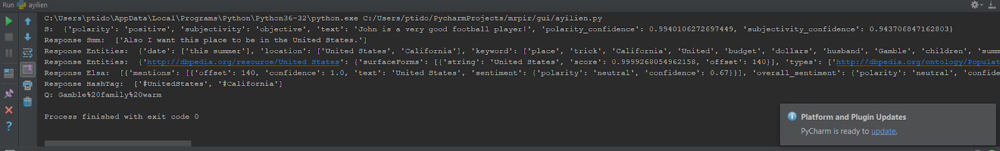 Run ayilien
C:\Users\ptido\AppData\Local\Programs\Python\Python36-32\python.exe C:/Users/ptido/PycharmProjects/mrpir/gui/ayilien.py
S:  {'polarity': 'positive', 'subjectivity': 'objective', 'text': 'John is a very good football player!', 'polarity_confidence': 0.9940106272697449, 'subjectivity_confidence': 0.943706847162803}
Response Smm:  ['Also I want this place to be in the United States.']
Response Entities:  {'date': ['this summer'], 'location': ['United States', 'California'], 'keyword': ['place', 'trick', 'California', 'United', 'budget', 'dollars', 'husband', 'Gamble', 'children', 'summ
Response Entities:  {'http://dbpedia.org/resource/United_States': {'surfaceForms': [{'string': 'United States', 'score': 0.9999268054962158, 'offset': 140}], 'types': ['http://dbpedia.org/ontology/Populat
Response Elsa:  [{'mentions': [{'offset': 140, 'confidence': 1.0, 'text': 'United States', 'sentiment': {'polarity': 'neutral', 'confidence': 0.67}}], 'overall_sentiment': {'polarity': 'neutral', 'confide
Response HashTag:  ['#UnitedStates', '#California']
Q: Gamble%20family%20warm
Process finished with exit code 0
Platform and Plugin Updates
PyCharm is ready to update.